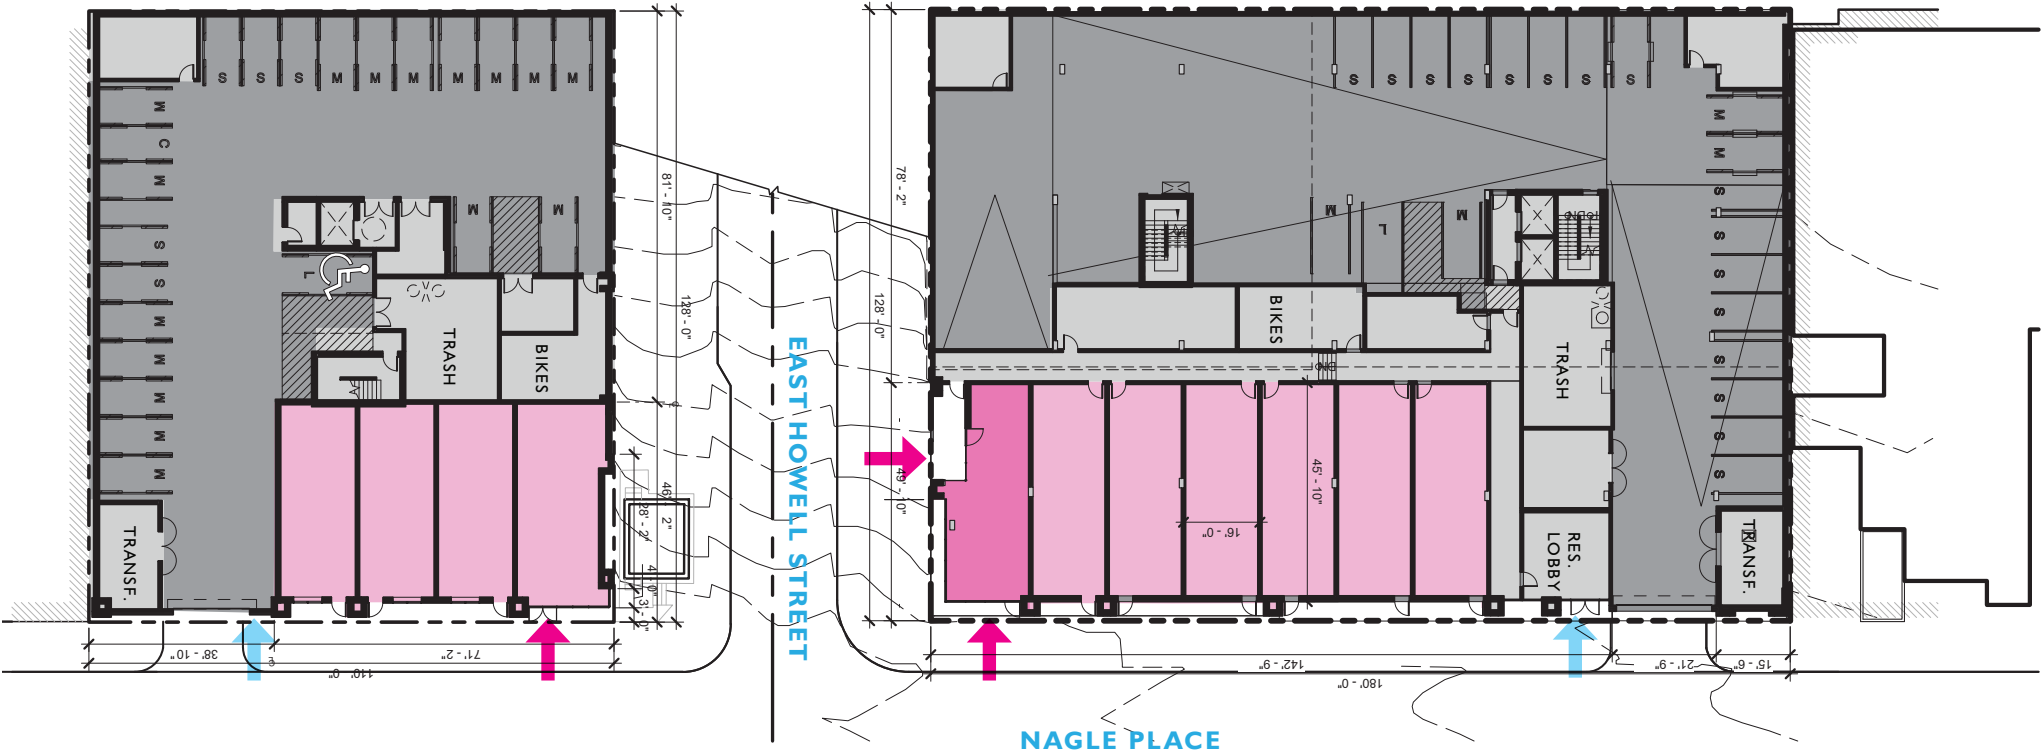 S S S M M M M M M M
M
C
M
S
S
M
M
M
M
M
M M
L
TRASH
BIKES
TRANSF.
81' - 10"
128' - 0"
46' - 2"
28' - 2"
38' - 10"
71' - 2"
110' - 0"
EAST HOWELL STREET
78' - 2"
128' - 0"
49' - 10"
S S S S S S S S
M
M
S
S
S
S
S
S
S
S
M L M
BIKES
DNG
TRASH
45' - 10"
16' - 0"
RES.
LOBBY
TRANSF.
142' - 9"
21' - 9"
15' - 6"
180' - 0"
NAGLE PLACE